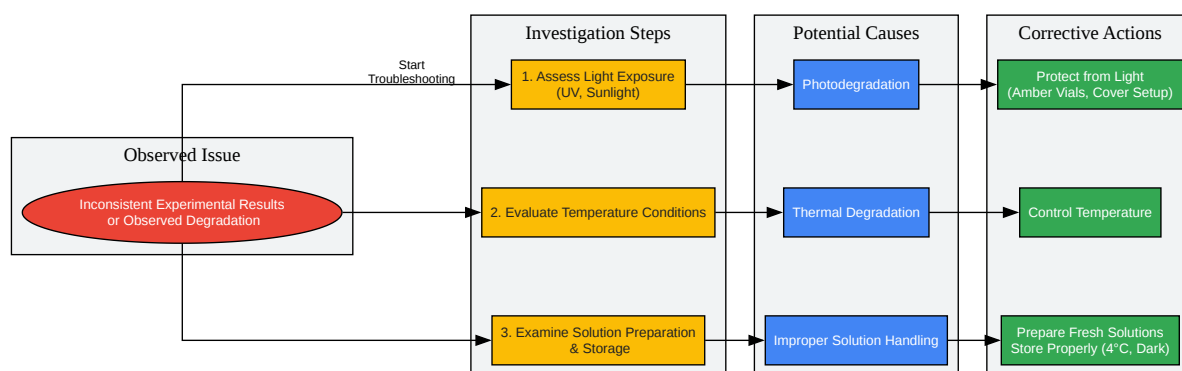 Investigation Steps
Potential Causes
Corrective Actions
Start
Troubleshooting
1. Assess Light Exposure
(UV, Sunlight)
Photodegradation
Protect from Light
(Amber Vials, Cover Setup)
Observed Issue
Inconsistent Experimental Results
or Observed Degradation
2. Evaluate Temperature Conditions
Thermal Degradation
Control Temperature
3. Examine Solution Preparation
& Storage
Improper Solution Handling
Prepare Fresh Solutions
Store Properly (4°C, Dark)